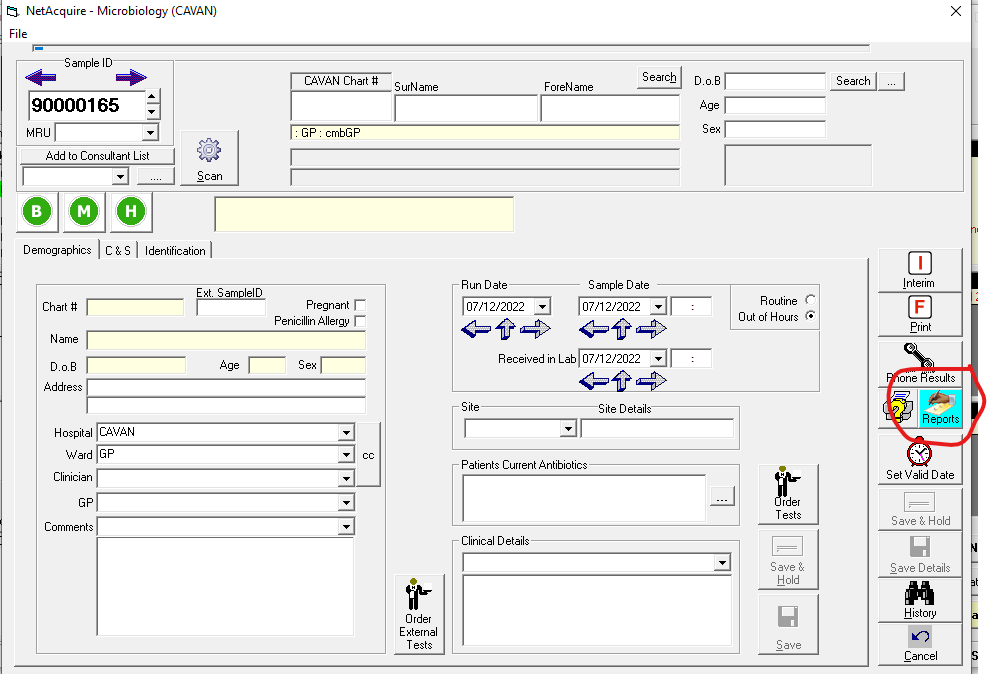 NetAcquire - Microbiology (CAVAN)
File
Sample ID
90000165
MRU
Add to Consultant List
....
Scan
CAVAN Chart #
SurName
ForeName
Search
: GP : cmbGP
D.o.B
Search
...
Age
Sex
B
M
H
Demographics
C & S
Identification
Chart #
Ext. SampleID
Pregnant
Penicillin Allergy
Name
D.o.B
Age
Sex
Address
Hospital
CAVAN
Ward
GP
cc
Clinician
GP
Comments
Order
External
Tests
Run Date
07/12/2022
Sample Date
07/12/2022
:
Received in Lab
07/12/2022
:
Routine
Out of Hours
Site
Site Details
Patients Current Antibiotics
...
Clinical Details
Order
Tests
Save &
Hold
Save
I
Interim
F
Print
Phone Results
?
Reports
Set Valid Date
Save & Hold
Save Details
History
Cancel